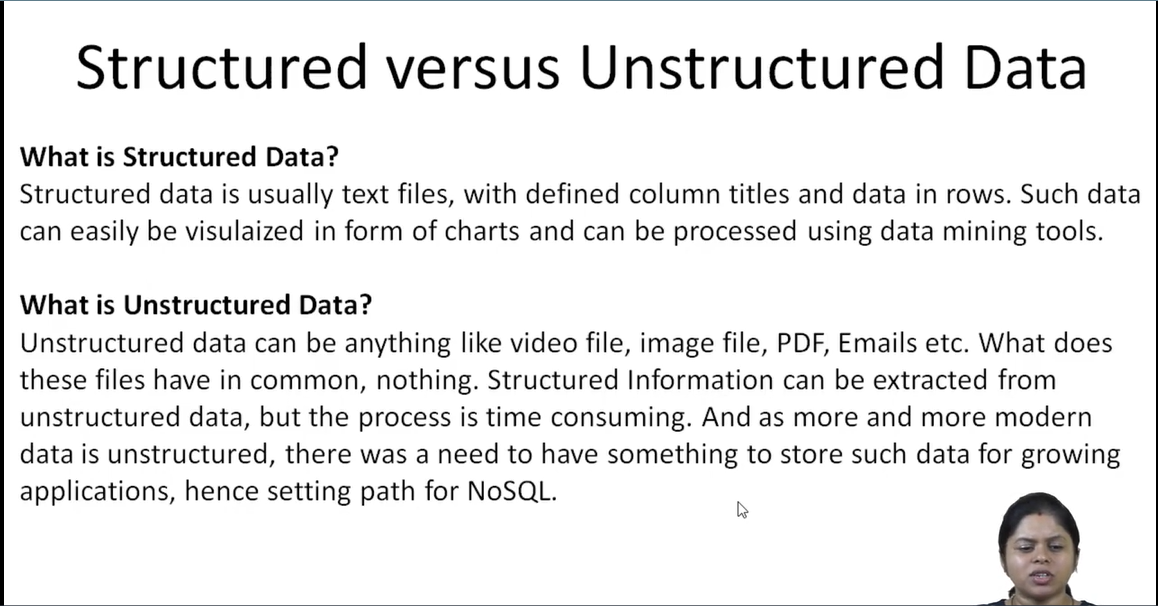 Structured versus Unstructured Data
What is Structured Data?
Structured data is usually text files, with defined column titles and data in rows. Such data
can easily be visulaized in form of charts and can be processed using data mining tools.
What is Unstructured Data?
Unstructured data can be anything like video file, image file, PDF, Emails etc. What does
these files have in common, nothing. Structured Information can be extracted from
unstructured data, but the process is time consuming. And as more and more modern
data is unstructured, there was a need to have something to store such data for growing
applications, hence setting path for NoSQL.